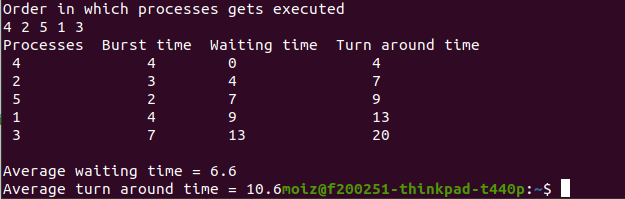 Order in which processes gets executed
4 2 5 1 3
Processes  Burst time  Waiting time  Turn around time
4 4 0 4
2 3 4 7
5 2 7 9
1 4 9 13
3 7 13 20
Average waiting time = 6.6
Average turn around time = 10.6moiz@f200251-thinkpad-t440p:~$